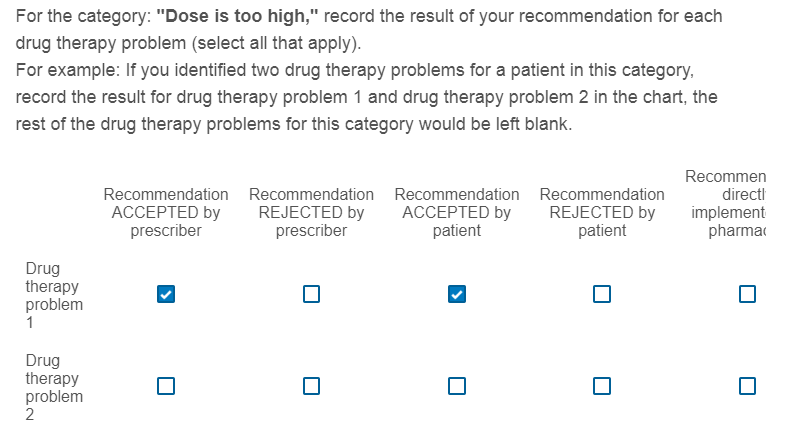 For the category: "Dose is too high," record the result of your recommendation for each
drug therapy problem (select all that apply).
For example: If you identified two drug therapy problems for a patient in this category,
record the result for drug therapy problem 1 and drug therapy problem 2 in the chart, the
rest of the drug therapy problems for this category would be left blank.
Recommendation ACCEPTED by prescriber
Recommendation REJECTED by prescriber
Recommendation ACCEPTED by patient
Recommendation REJECTED by patient
Recommen
directl
implement
pharmac
Drug
therapy
problem
1
Drug
therapy
problem
2